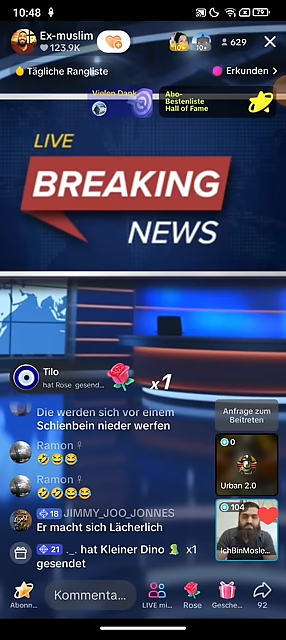 10:48
79
Ex-muslim
123.9K
10+
10+
629
Tägliche Rangliste
Erkunden >
Vielen Dank
Abo-
Bestenliste
Hall of Fame
LIVE
BREAKING
NEWS
Tilo
hat Rose gesend...
x1
Die werden sich vor einem
Schienbein nieder werfen
Anfrage zum
Beitreten
Ramon ♀
🤣😂😂
0
Urban 2.0
Ramon ♀
🤣🤣😂😂
18 JIMMY_JOO_JONNES
Er macht sich Lächerlich
104
IchBinMosle...
21 ._. hat Kleiner Dino 🦖 x1
gesendet
Abonn...
Kommenta...
LIVE mi...
Rose
Gesche...
92